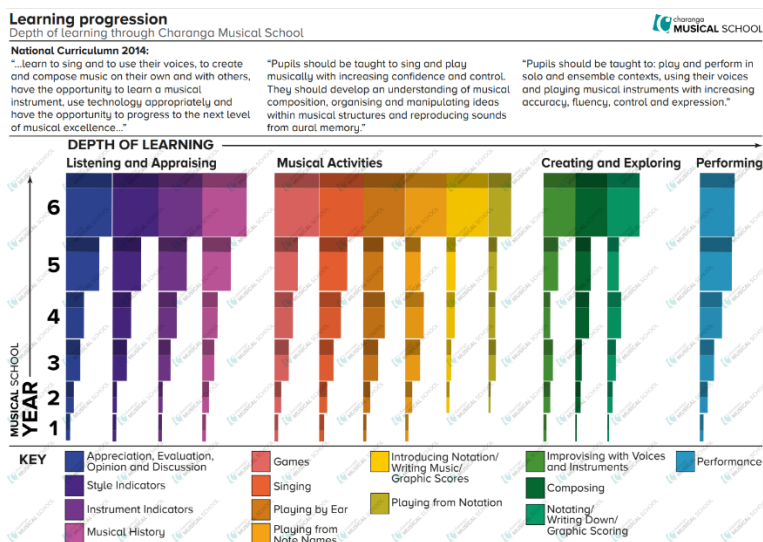 Learning progression
Depth of learning through Charanga Musical School
charanga
MUSICAL SCHOOL
National Curriculumn 2014:
“...learn to sing and to use their voices, to create
and compose music on their own and with others,
have the opportunity to learn a musical
instrument, use technology appropriately and
have the opportunity to progress to the next level
of musical excellence...”
“Pupils should be taught to sing and play
musically with increasing confidence and control.
They should develop an understanding of musical
composition, organising and manipulating ideas
within musical structures and reproducing sounds
from aural memory.”
“Pupils should be taught to: play and perform in
solo and ensemble contexts, using their voices
and playing musical instruments with increasing
accuracy, fluency, control and expression.”
DEPTH OF LEARNING
Listening and Appraising
Musical Activities
Creating and Exploring
Performing
6
5
4
3
2
1
MUSICAL SCHOOL
YEAR
KEY
Appreciation, Evaluation,
Opinion and Discussion
Style Indicators
Instrument Indicators
Musical History
Games
Singing
Playing by Ear
Playing from
Note Names
Introducing Notation/
Writing Music/
Graphic Scores
Playing from Notation
Improvising with Voices
and Instruments
Composing
Notating/
Writing Down/
Graphic Scoring
Performance